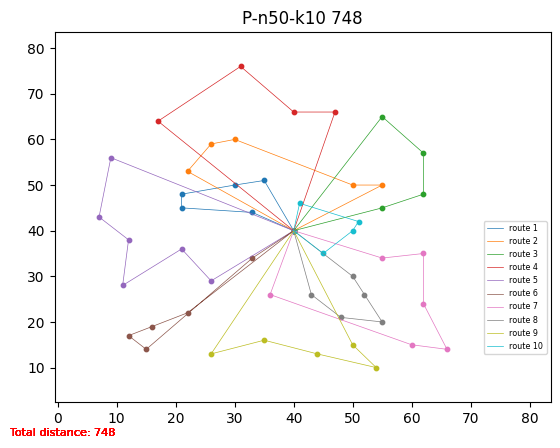 P-n50-k10 748
80
70
60
50
40
30
20
10
0 10 20 30 40 50 60 70 80
route 1
route 2
route 3
route 4
route 5
route 6
route 7
route 8
route 9
route 10
Total distance: 748